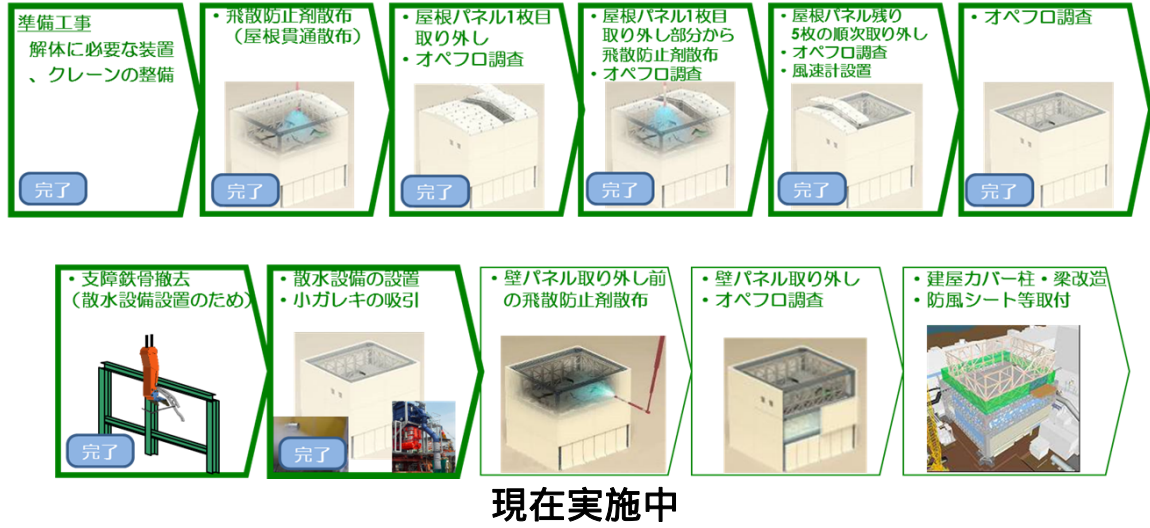 準備工事
解体に必要な装置
、クレーンの整備
完了
・飛散防止剤散布
（屋根貫通散布）
完了
・屋根パネル1枚目
取り外し
・オペフロ調査
完了
・屋根パネル1枚目
取り外し部分から
飛散防止剤散布
・オペフロ調査
完了
・屋根パネル残り
5枚の順次取り外し
・オペフロ調査
・風速計設置
完了
・オペフロ調査
完了
・支障鉄骨撤去
（散水設備設置のため）
完了
・散水設備の設置
・小ガレキの吸引
完了
・壁パネル取り外し前
の飛散防止剤散布
・壁パネル取り外し
・オペフロ調査
・建屋カバー柱・梁改造
・防風シート等取付
現在実施中